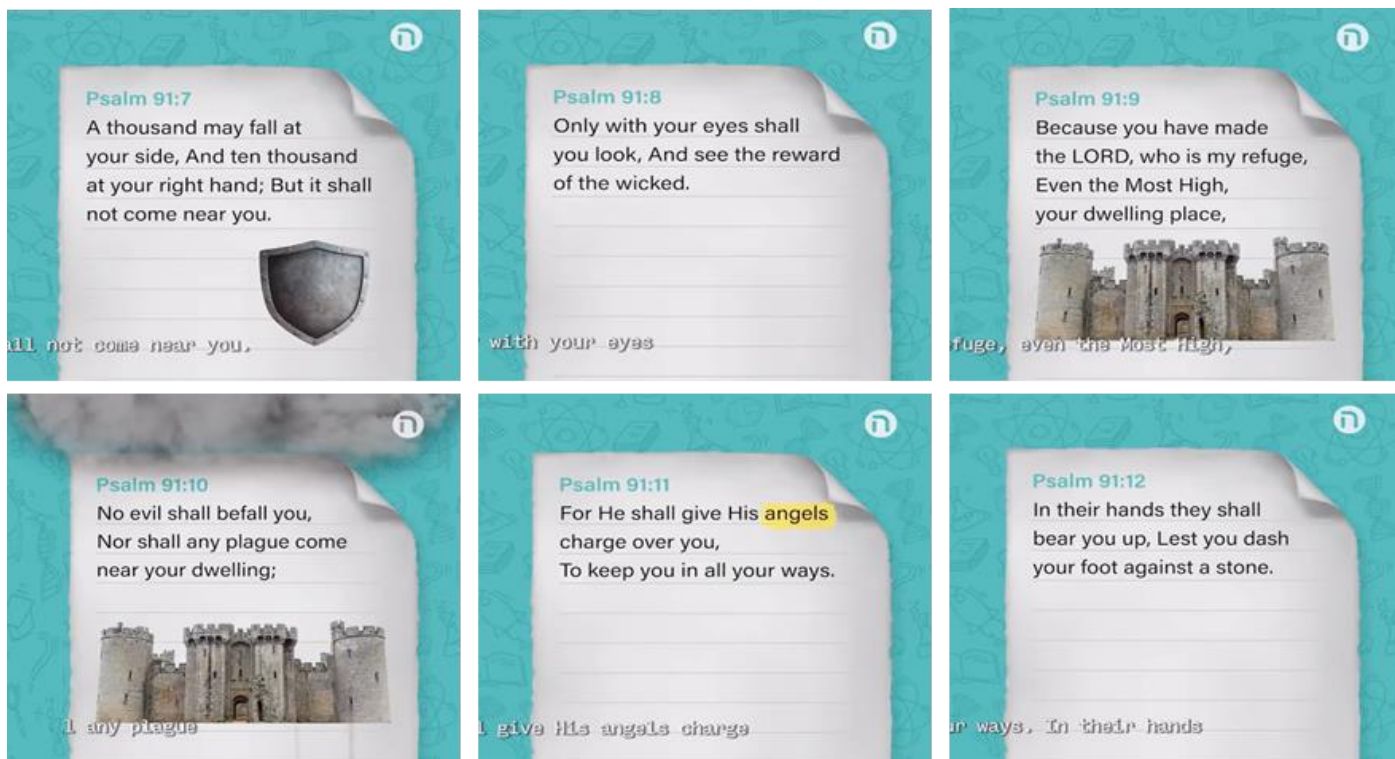 Psalm 91:7
A thousand may fall at
your side, And ten thousand
at your right hand; But it shall
not come near you.
all not come near you.
Psalm 91:8
Only with your eyes shall
you look, And see the reward
of the wicked.
with your eyes
Psalm 91:9
Because you have made
the LORD, who is my refuge,
Even the Most High,
your dwelling place,
fuge, even the Most High,
Psalm 91:10
No evil shall befall you,
Nor shall any plague come
near your dwelling;
l any plague
Psalm 91:11
For He shall give His angels
charge over you,
To keep you in all your ways.
l give His angels charge
Psalm 91:12
In their hands they shall
bear you up, Lest you dash
your foot against a stone.
ur ways. In their hands